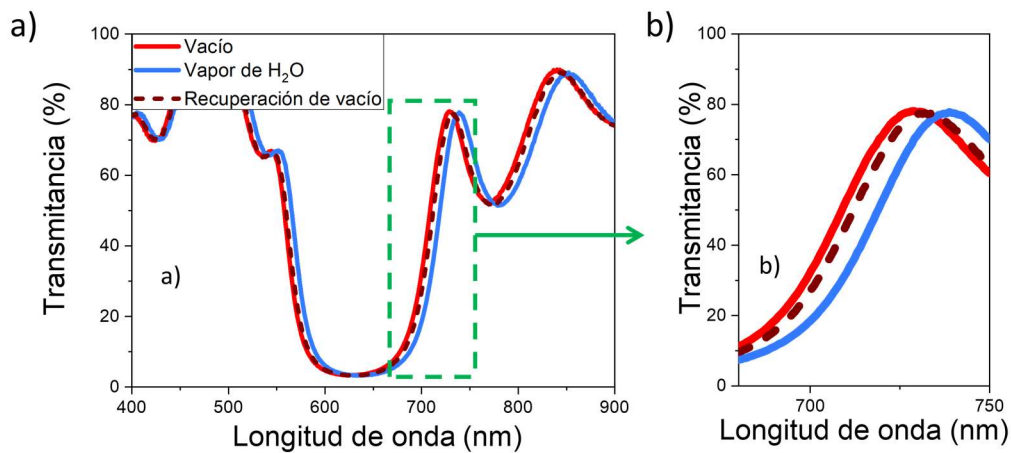 a)
Vacío
Vapor de H₂O
Recuperación de vacío
100
80
60
40
20
0
Transmitancia (%)
a)
400
500
600
700
800
900
Longitud de onda (nm)
b)
100
80
60
40
20
0
Transmitancia (%)
b)
700
750
Longitud de onda (nm)